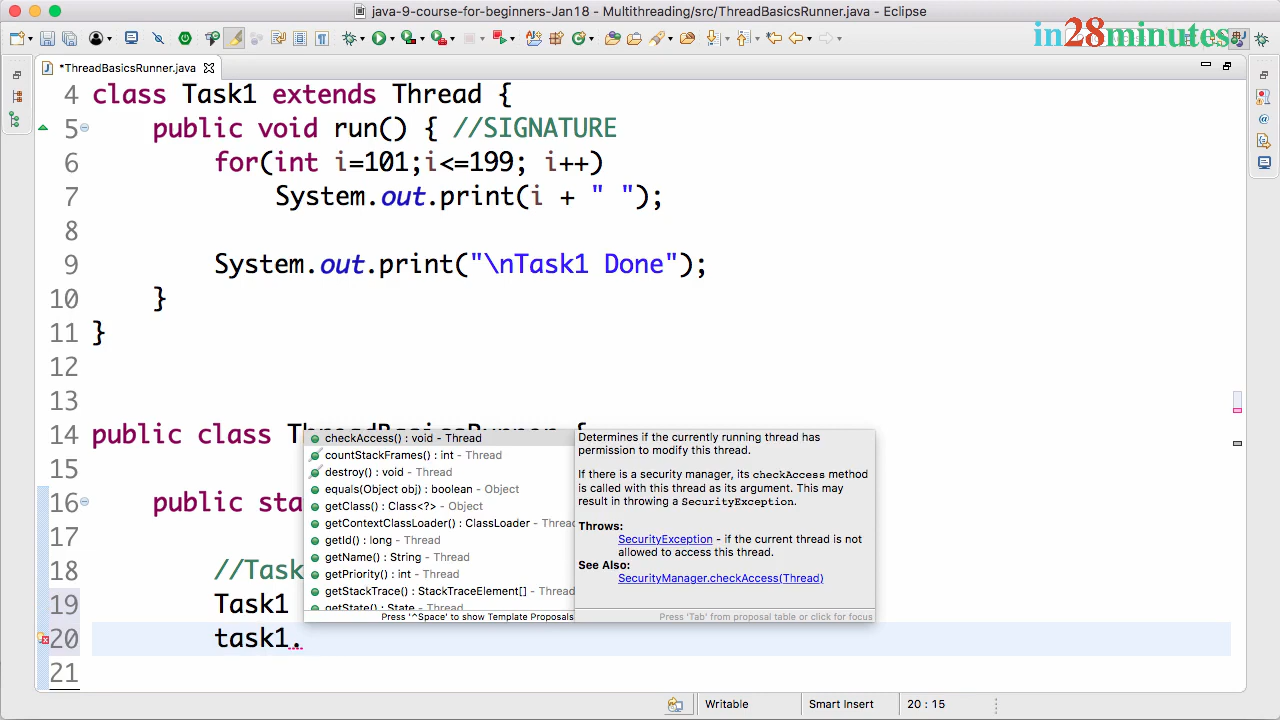 java-9-course-for-beginners-Jan18 - Multithreading/src/ThreadBasicsRunner.java - Eclipse
in28minutes
*ThreadBasicsRunner.java
4 class Task1 extends Thread {
5 public void run() { //SIGNATURE
6 for(int i=101;i<=199; i++)
7 System.out.print(i + " ");
8
9 System.out.print("\nTask1 Done");
10 }
11 }
12
13
14 public class ThreadBasicsRunner {
15
16 public sta
17
18 //Task
19 Task1
20 task1.
21
checkAccess() : void - Thread
countStackFrames() : int - Thread
destroy() : void - Thread
equals(Object obj) : boolean - Object
getClass() : Class<?> - Object
getContextClassLoader() : ClassLoader - Thread
getId() : long - Thread
getName() : String - Thread
getPriority() : int - Thread
getStackTrace() : StackTraceElement[] - Thread
getState() : State - Thread
Press '^Space' to show Template Proposals
Determines if the currently running thread has
permission to modify this thread.
If there is a security manager, its checkAccess method
is called with this thread as its argument. This may
result in throwing a SecurityException.
Throws:
SecurityException - if the current thread is not
allowed to access this thread.
See Also:
SecurityManager.checkAccess(Thread)
Press 'Tab' from proposal table or click for focus
Writable
Smart Insert
20 : 15